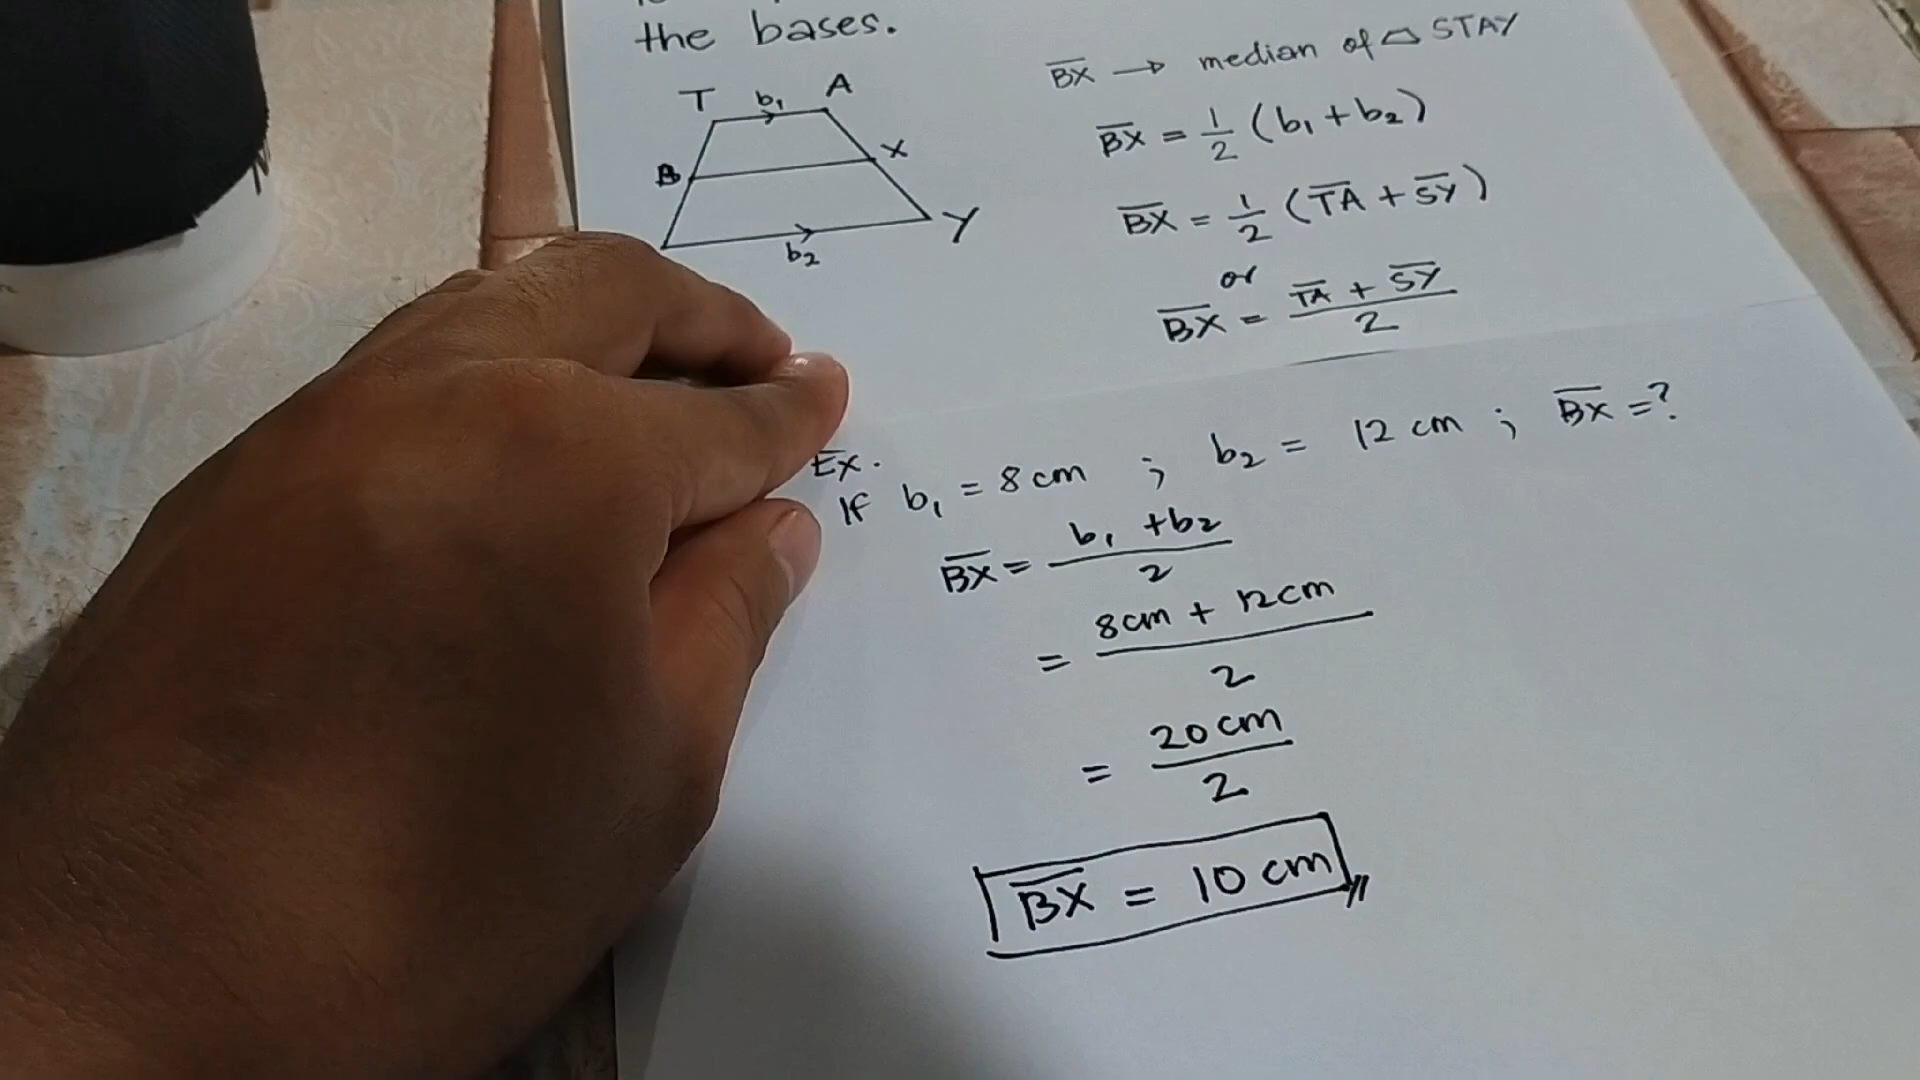 the bases.
T b₁ A
B X
Y
b₂
BX → median of ⏢ STAY
BX = 1/2 (b₁ + b₂)
BX = 1/2 (TA + SY)
or
BX = TA + SY / 2
Ex.
If b₁ = 8 cm ; b₂ = 12 cm ; BX = ?
BX = b₁ + b₂ / 2
= 8cm + 12cm / 2
= 20 cm / 2
BX = 10 cm